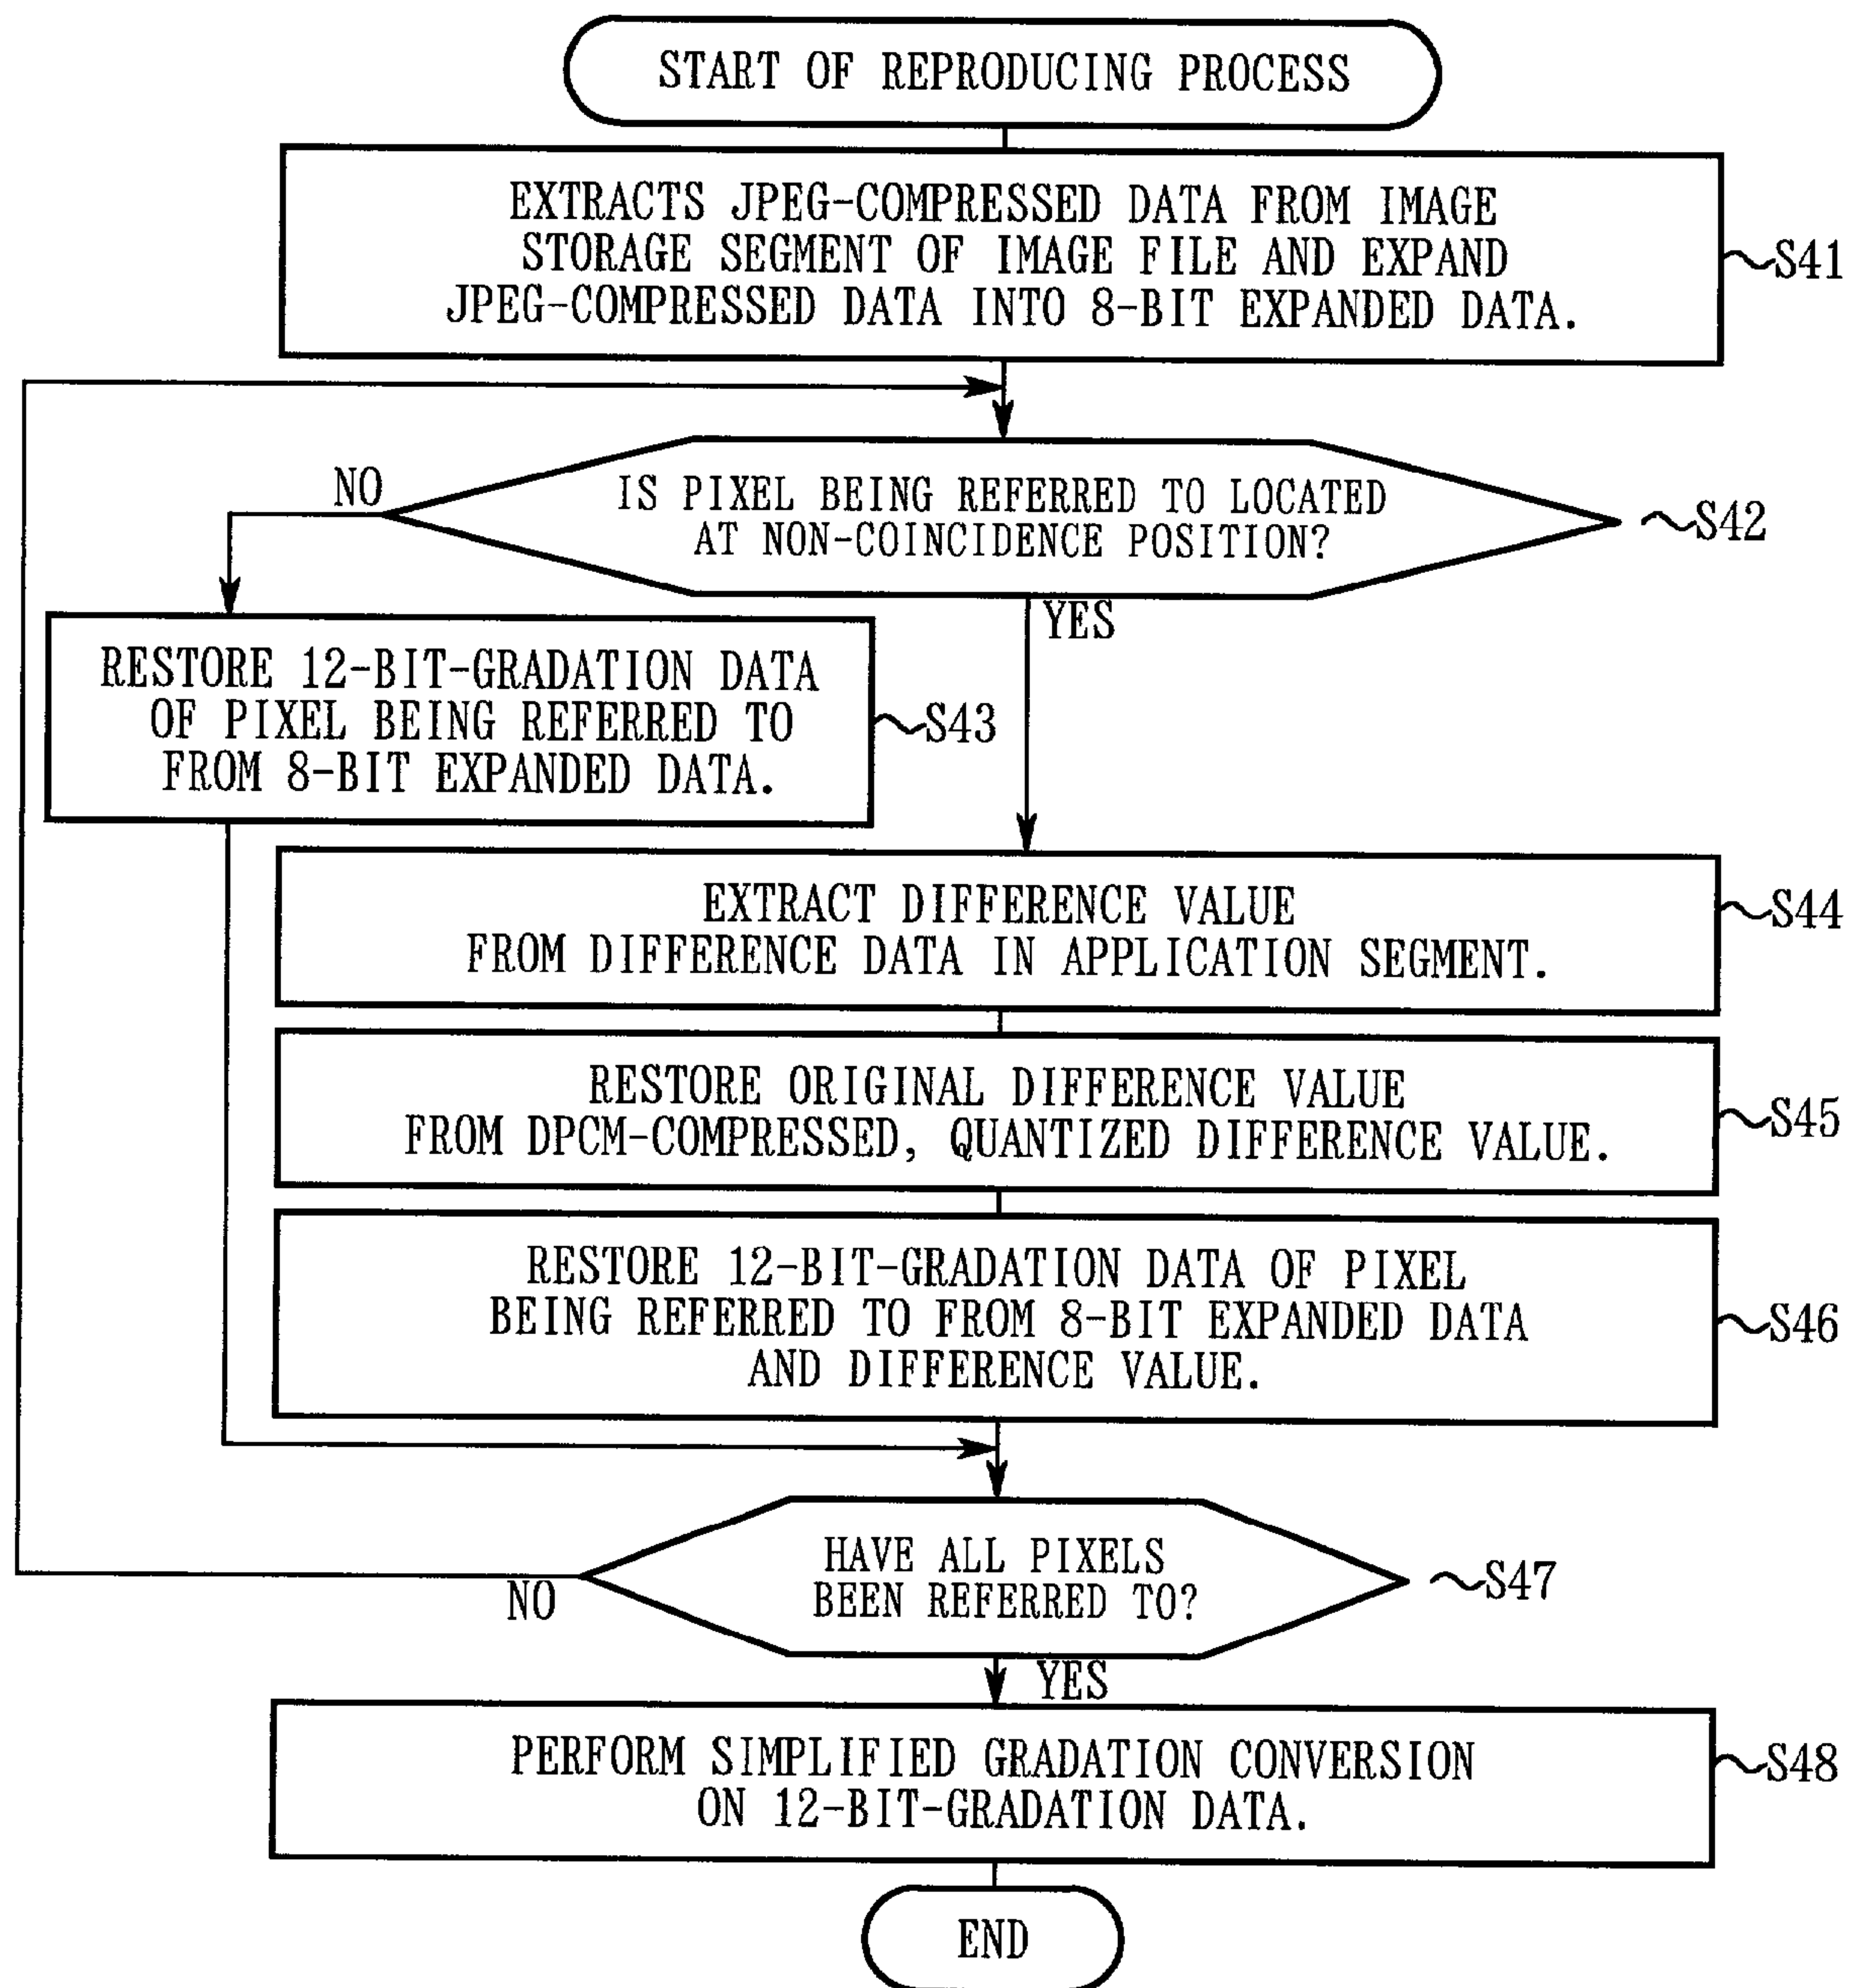 START OF REPRODUCING PROCESS
EXTRACTS JPEG-COMPRESSED DATA FROM IMAGE
STORAGE SEGMENT OF IMAGE FILE AND EXPAND
JPEG-COMPRESSED DATA INTO 8-BIT EXPANDED DATA.
S41
NO
IS PIXEL BEING REFERRED TO LOCATED
AT NON-COINCIDENCE POSITION?
S42
YES
RESTORE 12-BIT-GRADATION DATA
OF PIXEL BEING REFERRED TO
FROM 8-BIT EXPANDED DATA.
S43
EXTRACT DIFFERENCE VALUE
FROM DIFFERENCE DATA IN APPLICATION SEGMENT.
S44
RESTORE ORIGINAL DIFFERENCE VALUE
FROM DPCM-COMPRESSED, QUANTIZED DIFFERENCE VALUE.
S45
RESTORE 12-BIT-GRADATION DATA OF PIXEL
BEING REFERRED TO FROM 8-BIT EXPANDED DATA
AND DIFFERENCE VALUE.
S46
HAVE ALL PIXELS
BEEN REFERRED TO?
S47
NO
YES
PERFORM SIMPLIFIED GRADATION CONVERSION
ON 12-BIT-GRADATION DATA.
S48
END